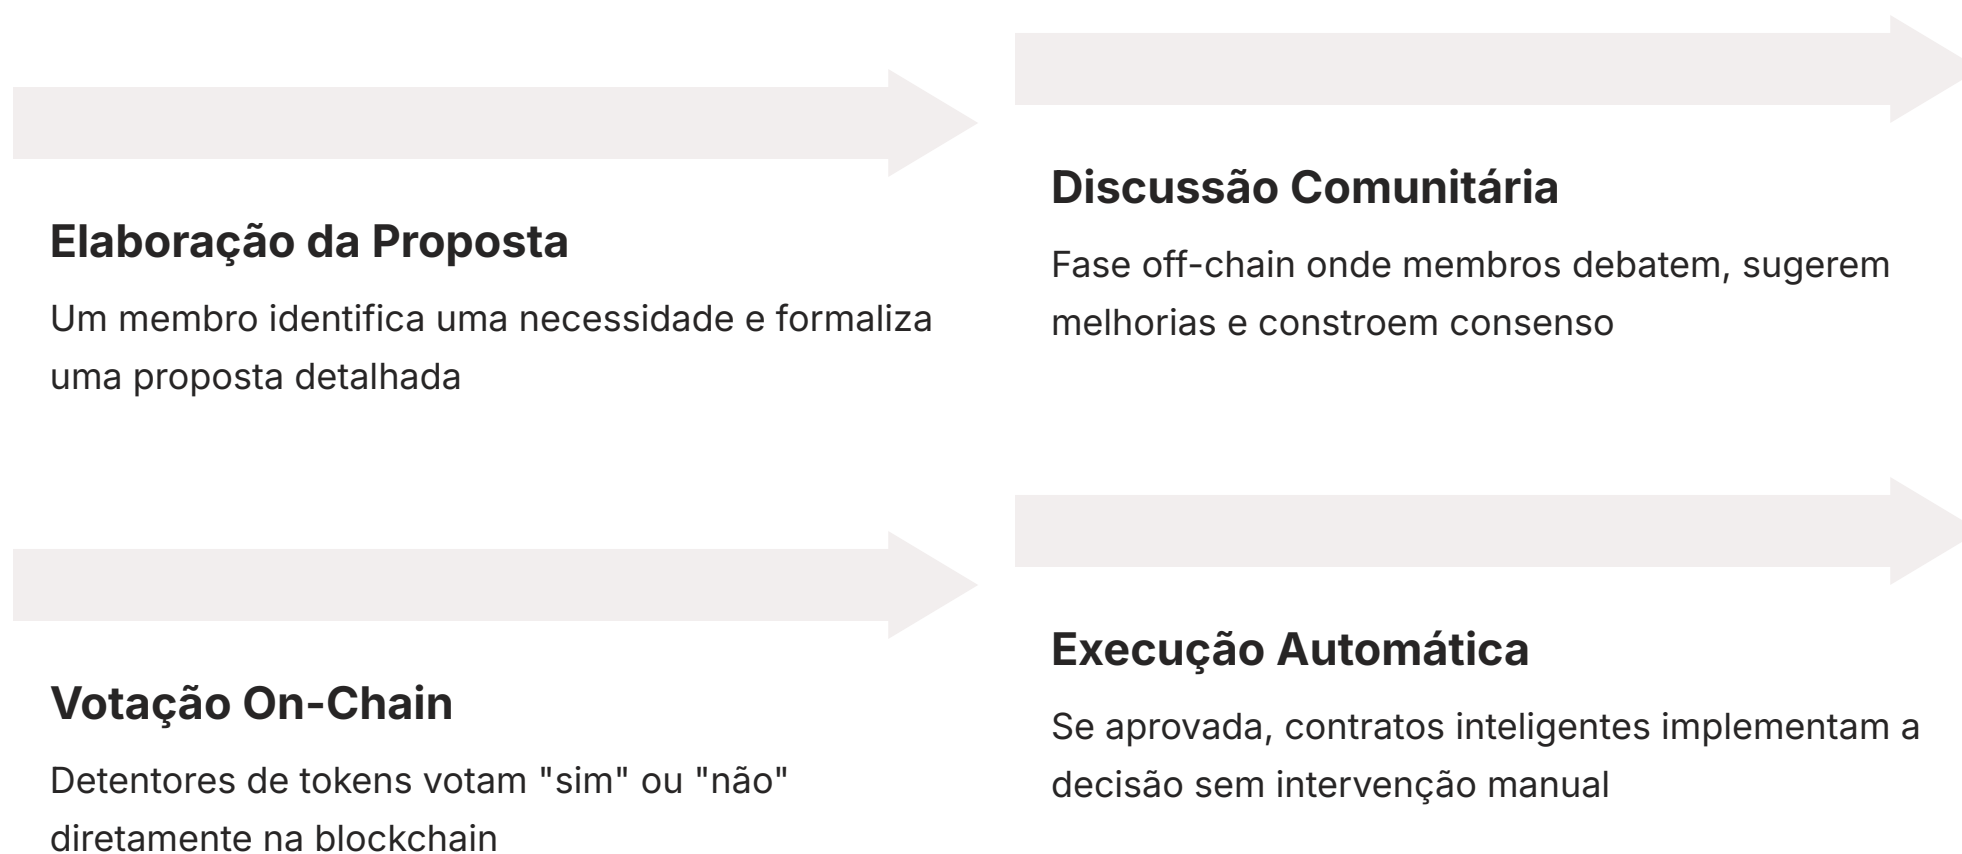 Elaboração da Proposta
Um membro identifica uma necessidade e formaliza
uma proposta detalhada
Discussão Comunitária
Fase off-chain onde membros debatem, sugerem
melhorias e constroem consenso
Votação On-Chain
Detentores de tokens votam "sim" ou "não"
diretamente na blockchain
Execução Automática
Se aprovada, contratos inteligentes implementam a
decisão sem intervenção manual